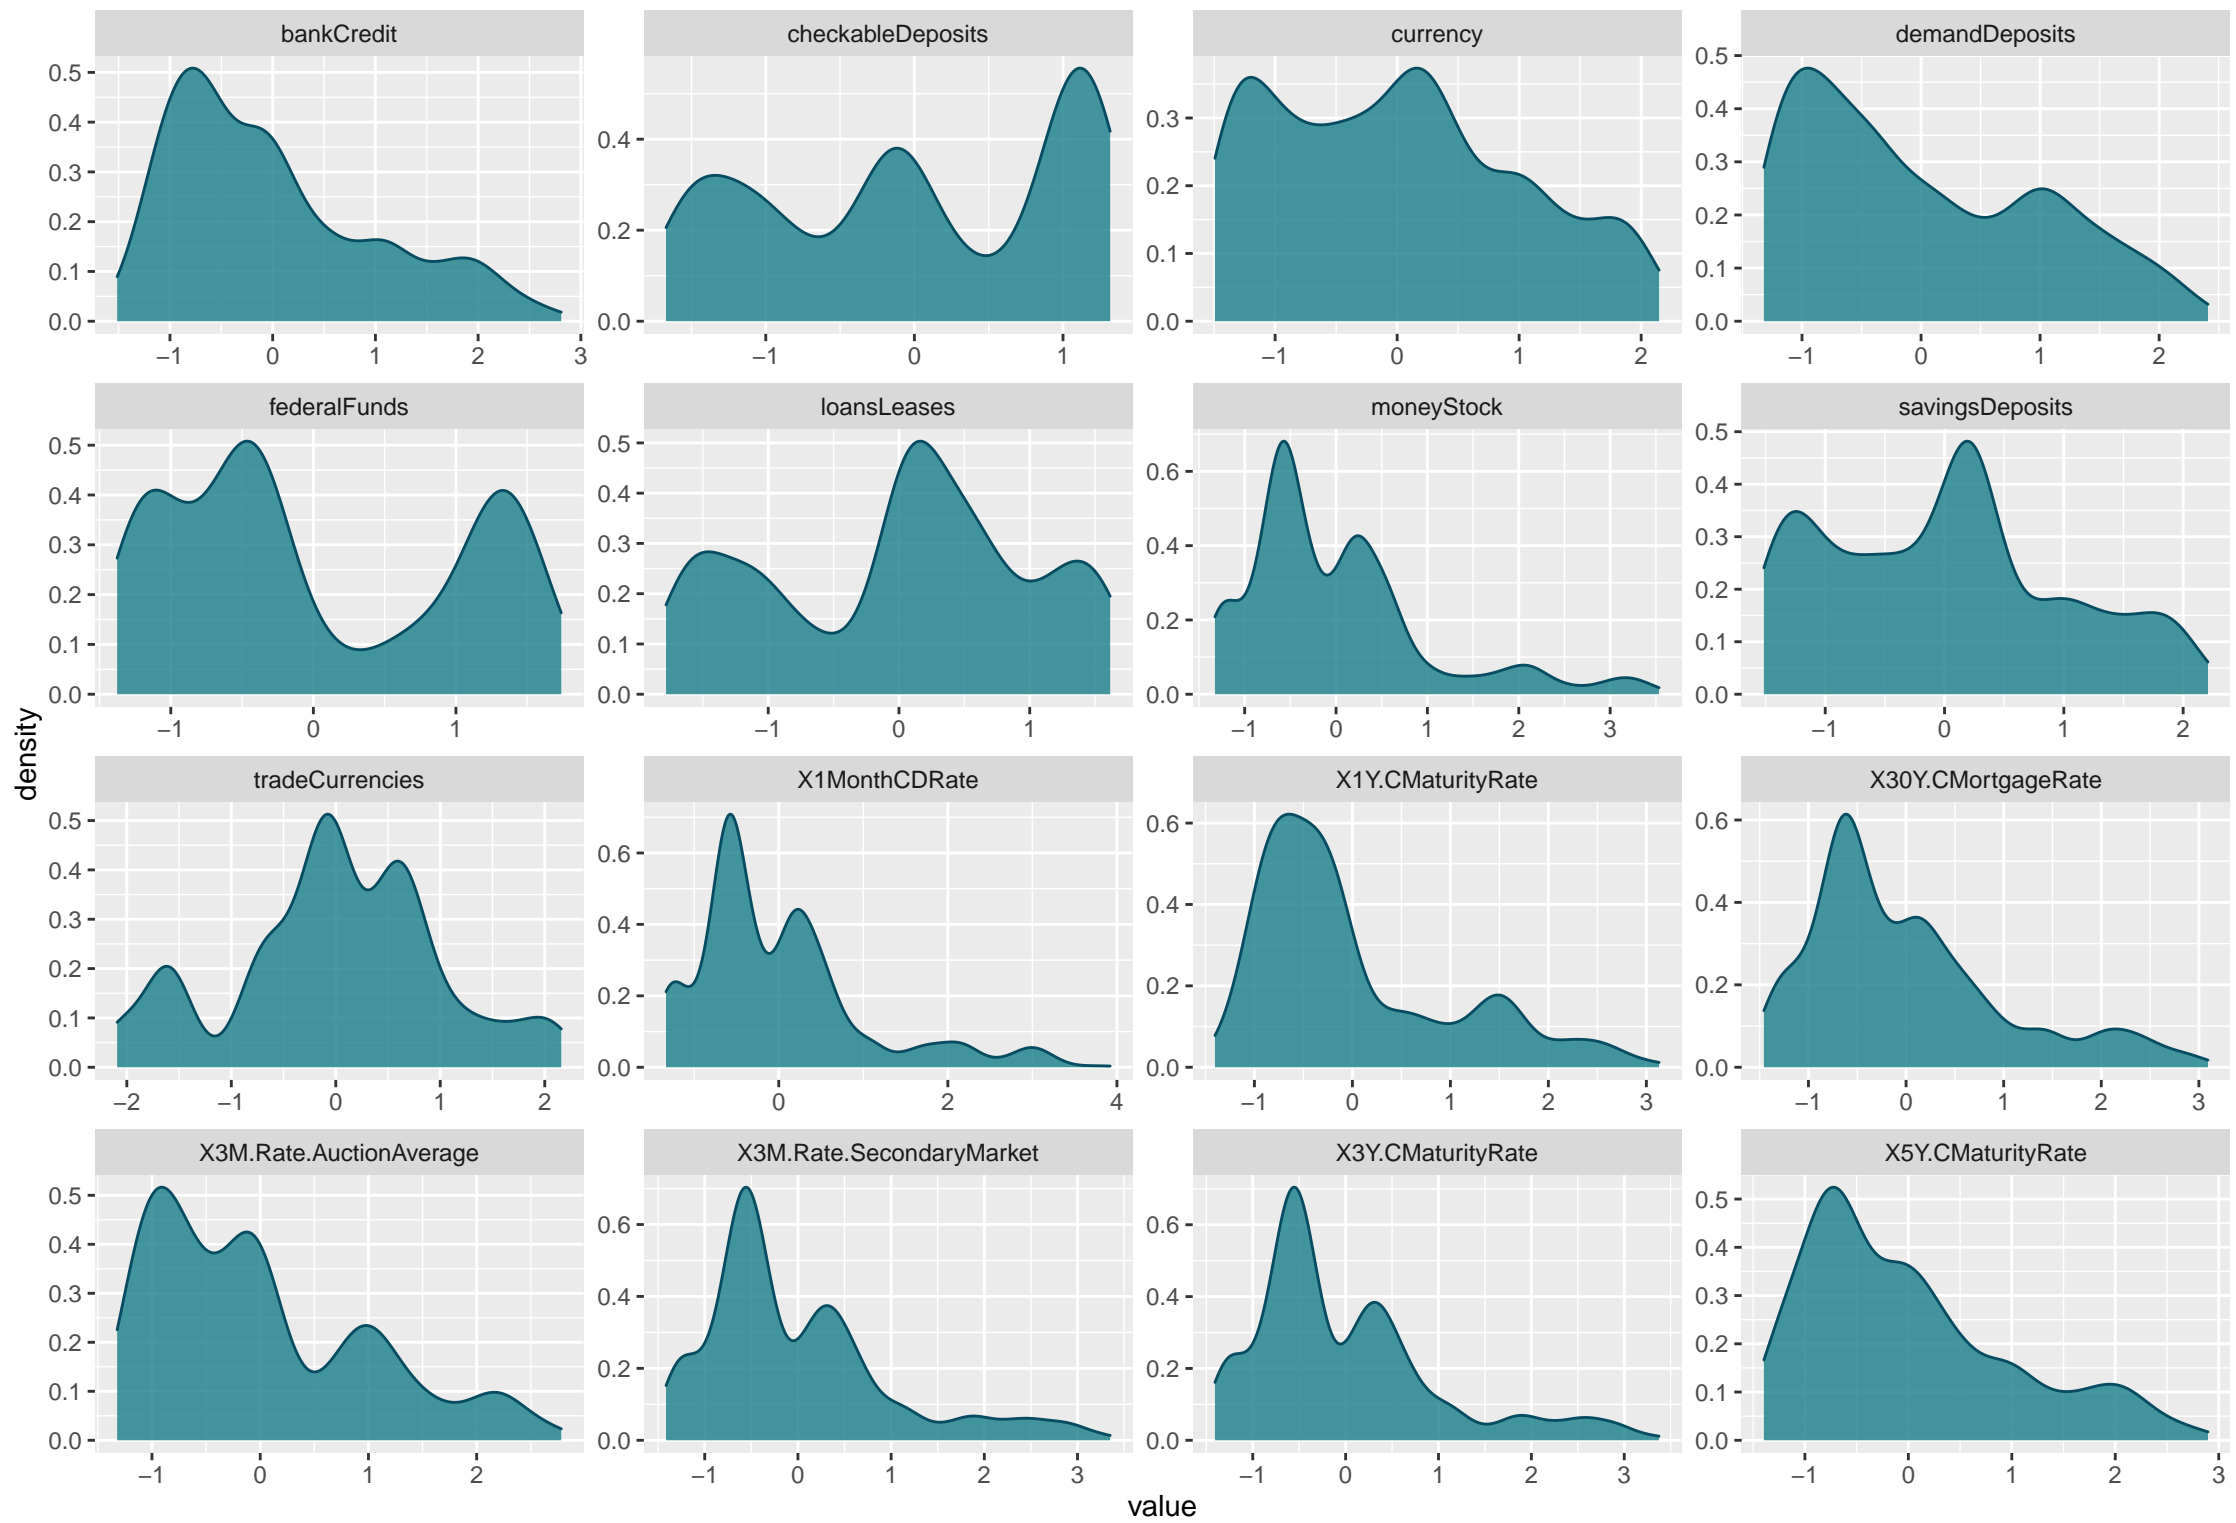 bankCredit
checkableDeposits
currency
demandDeposits
0.5
0.4
0.3
0.2
0.1
0.0
0.4
0.2
0.0
0.3
0.2
0.1
0.0
0.5
0.4
0.3
0.2
0.1
0.0
−1 0 1 2 3
−1 0 1
−1 0 1 2
−1 0 1 2
federalFunds
loansLeases
moneyStock
savingsDeposits
0.5
0.4
0.3
0.2
0.1
0.0
0.5
0.4
0.3
0.2
0.1
0.0
0.6
0.4
0.2
0.0
0.5
0.4
0.3
0.2
0.1
0.0
−1 0 1
−1 0 1
−1 0 1 2 3
−1 0 1 2
density
tradeCurrencies
X1MonthCDRate
X1Y.CMaturityRate
X30Y.CMortgageRate
0.5
0.4
0.3
0.2
0.1
0.0
0.6
0.4
0.2
0.0
0.6
0.4
0.2
0.0
0.6
0.4
0.2
0.0
−2 −1 0 1 2
0 2 4
−1 0 1 2 3
−1 0 1 2 3
X3M.Rate.AuctionAverage
X3M.Rate.SecondaryMarket
X3Y.CMaturityRate
X5Y.CMaturityRate
0.5
0.4
0.3
0.2
0.1
0.0
0.6
0.4
0.2
0.0
0.6
0.4
0.2
0.0
0.5
0.4
0.3
0.2
0.1
0.0
−1 0 1 2
−1 0 1 2 3
−1 0 1 2 3
−1 0 1 2 3
value